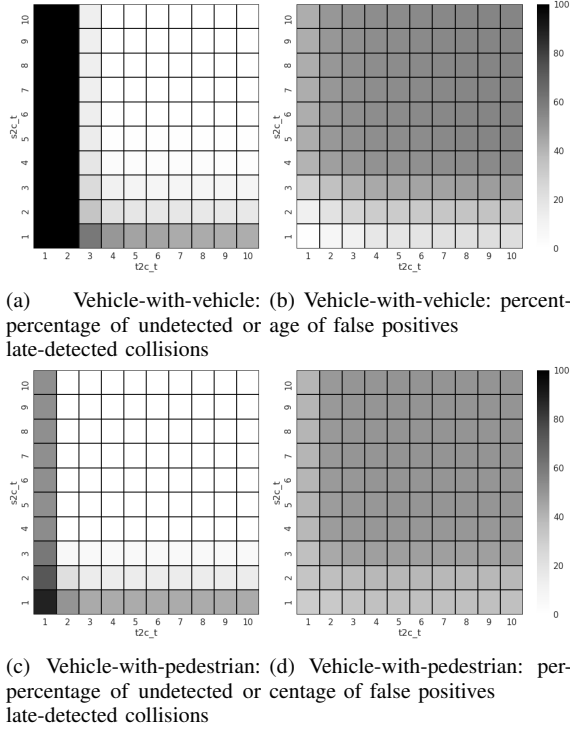 10
9
8
7
6
5
4
3
2
1
s2c_t
1 2 3 4 5 6 7 8 9 10
t2c_t
10
9
8
7
6
5
4
3
2
1
s2c_t
1 2 3 4 5 6 7 8 9 10
t2c_t
100
80
60
40
20
0
(a) Vehicle-with-vehicle:
percentage of undetected or
late-detected collisions
(b) Vehicle-with-vehicle: percent-
age of false positives
10
9
8
7
6
5
4
3
2
1
s2c_t
1 2 3 4 5 6 7 8 9 10
t2c_t
10
9
8
7
6
5
4
3
2
1
s2c_t
1 2 3 4 5 6 7 8 9 10
t2c_t
100
80
60
40
20
0
(c) Vehicle-with-pedestrian:
percentage of undetected or
late-detected collisions
(d) Vehicle-with-pedestrian: per-
centage of false positives